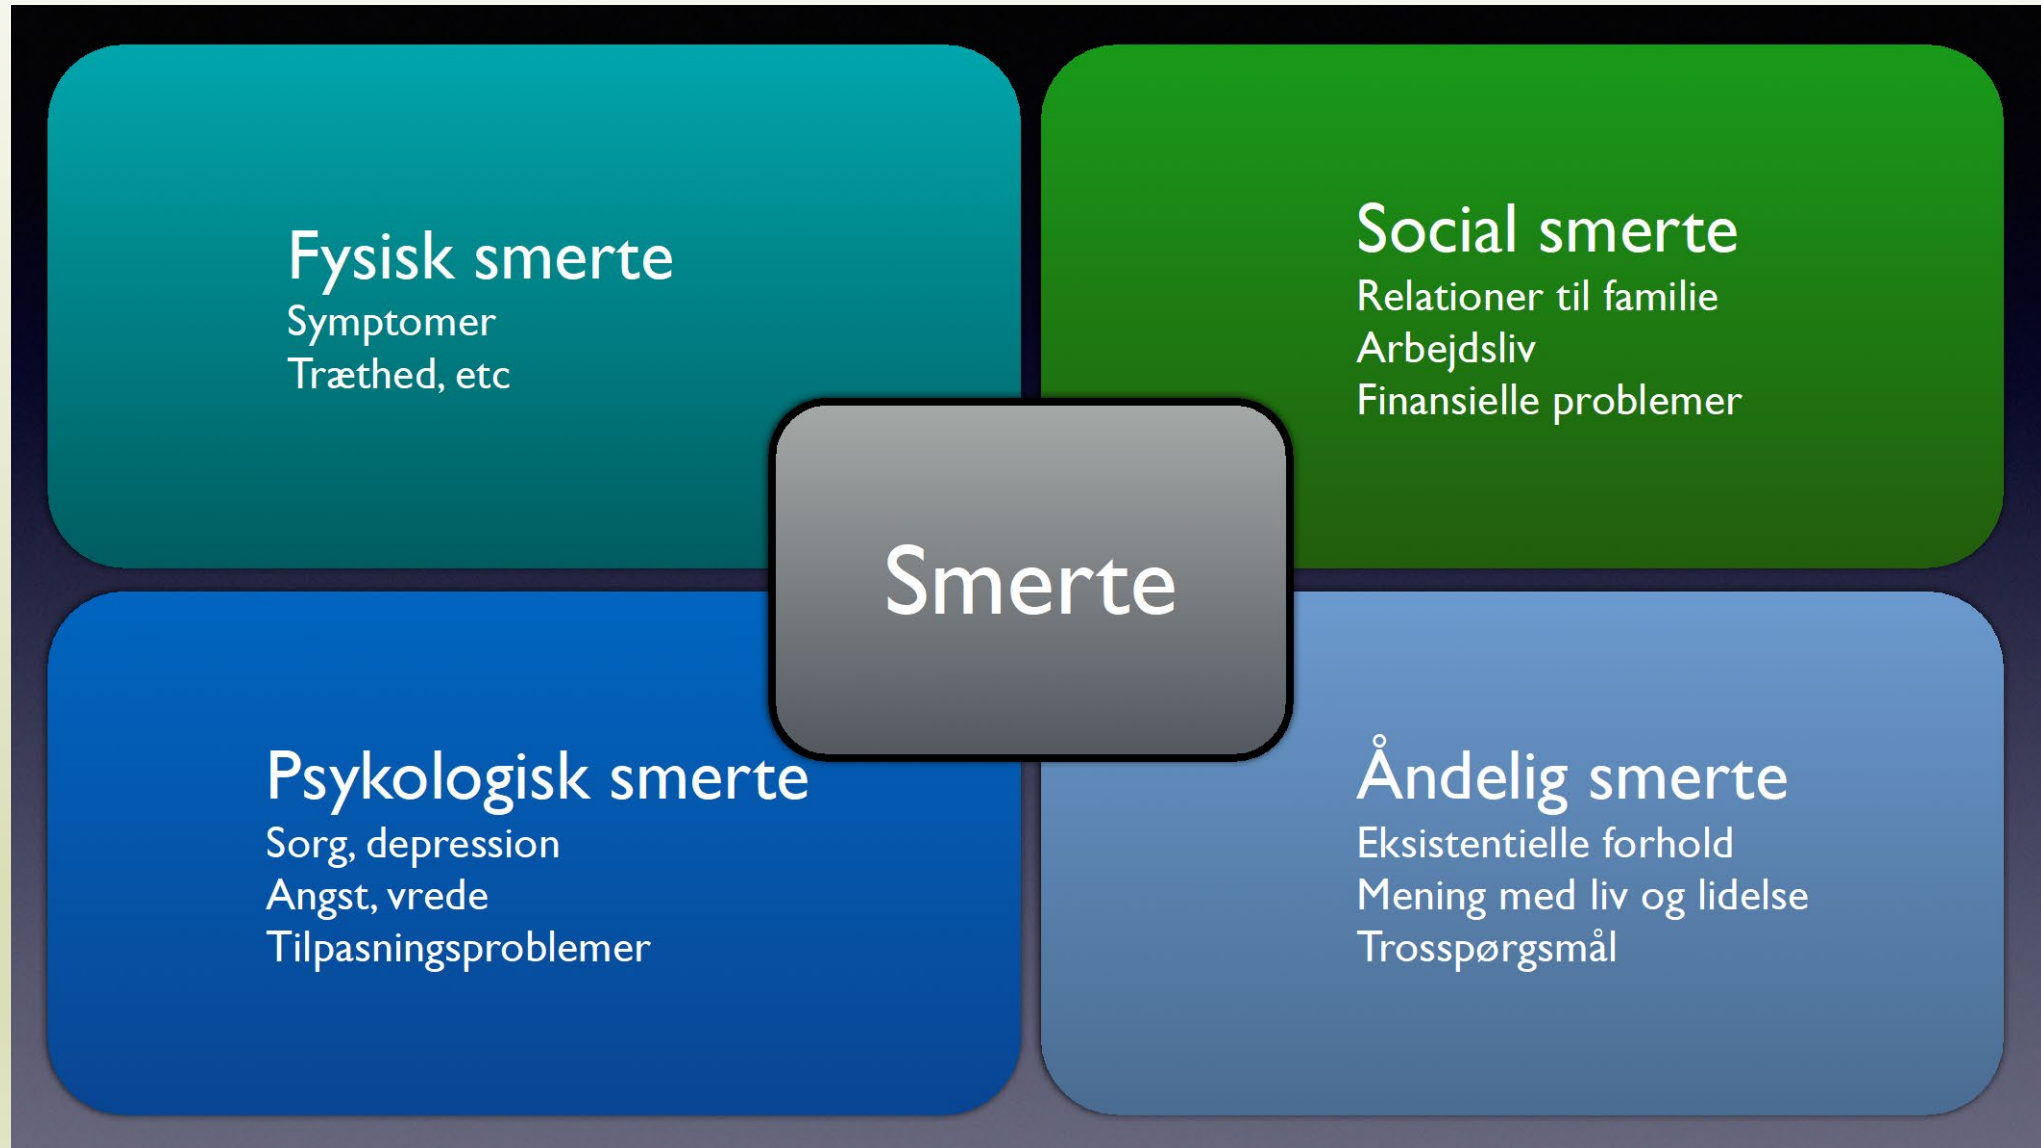 Fysisk smerte
Symptomer
Træthed, etc
Social smerte
Relationer til familie
Arbejdsliv
Finansielle problemer
Smerte
Psykologisk smerte
Sorg, depression
Angst, vrede
Tilpasningsproblemer
Åndelig smerte
Eksistentielle forhold
Mening med liv og lidelse
Trosspørgsmål